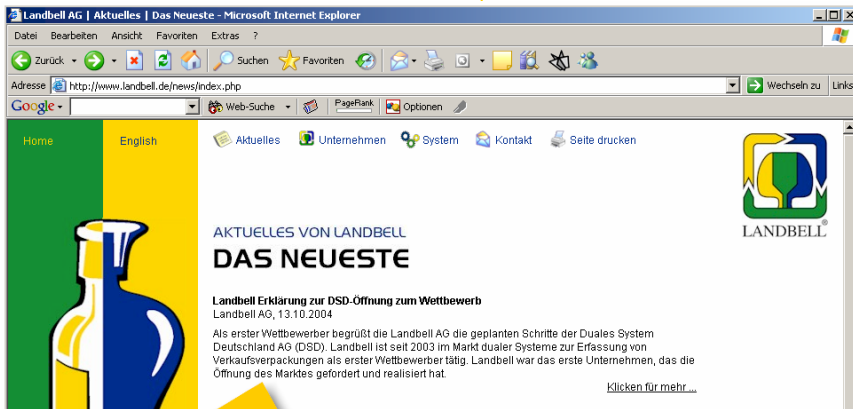 Landbell AG | Aktuelles | Das Neueste - Microsoft Internet Explorer
Datei Bearbeiten Ansicht Favoriten Extras ?
Zurück Suchen Favoriten
Adresse http://www.landbell.de/news/index.php Wechseln zu Links
Google Web-Suche PageRank Optionen
Home English Aktuelles Unternehmen System Kontakt Seite drucken
LANDBELL®
AKTUELLES VON LANDBELL
DAS NEUESTE
Landbell Erklärung zur DSD-Öffnung zum Wettbewerb
Landbell AG, 13.10.2004
Als erster Wettbewerber begrüßt die Landbell AG die geplanten Schritte der Duales System
Deutschland AG (DSD). Landbell ist seit 2003 im Markt dualer Systeme zur Erfassung von
Verkaufsverpackungen als erster Wettbewerber tätig. Landbell war das erste Unternehmen, das die
Öffnung des Marktes gefordert und realisiert hat.
Klicken für mehr ...